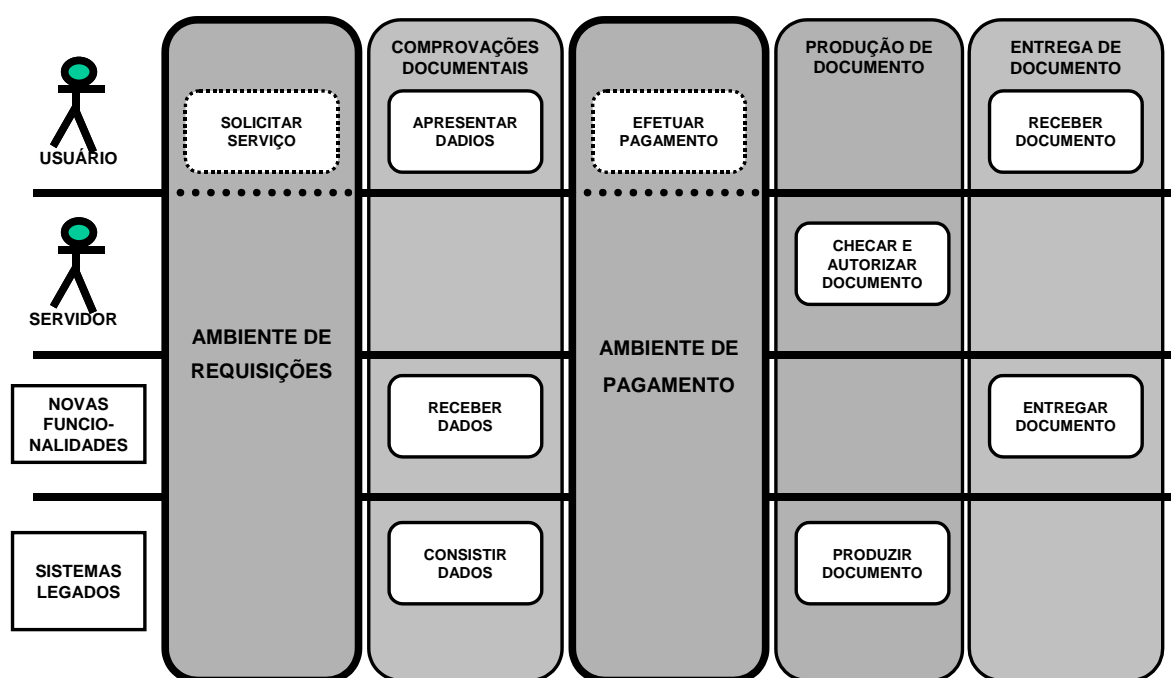 COMPROVAÇÕES
DOCUMENTAIS
PRODUÇÃO DE
DOCUMENTO
ENTREGA DE
DOCUMENTO
USUÁRIO
SOLICITAR
SERVIÇO
APRESENTAR
DADIOS
EFETUAR
PAGAMENTO
RECEBER
DOCUMENTO
SERVIDOR
CHECAR E
AUTORIZAR
DOCUMENTO
AMBIENTE DE
REQUISIÇÕES
AMBIENTE DE
PAGAMENTO
NOVAS
FUNCIO-
NALIDADES
RECEBER
DADOS
ENTREGAR
DOCUMENTO
SISTEMAS
LEGADOS
CONSISTIR
DADOS
PRODUZIR
DOCUMENTO